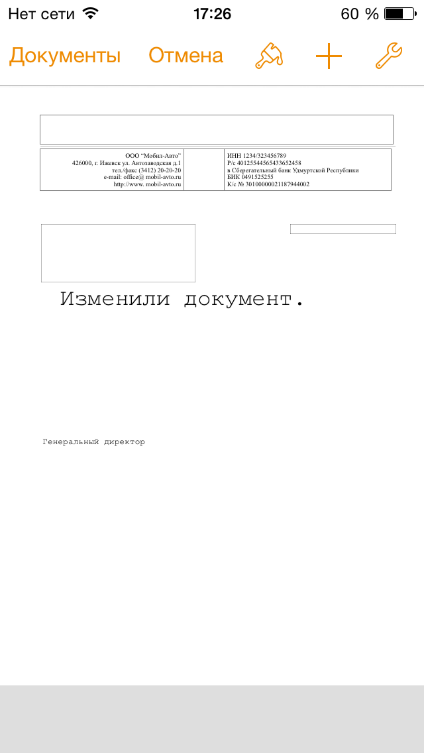 Нет сети 17:26 60 %
Документы Отмена
ООО "Мобил-Авто"
426000, г. Ижевск ул. Автозаводская д.1
тел./факс (3412) 20-20-20
e-mail: office@ mobil-avto.ru
http://www. mobil-avto.ru
ИНН 1234/323456789
Р/с 40125544565433652458
в Сберегательный банк Удмуртской Республики
БИК 0491525255
К/с № 30100000021187944002
Изменили документ.
Генеральный директор